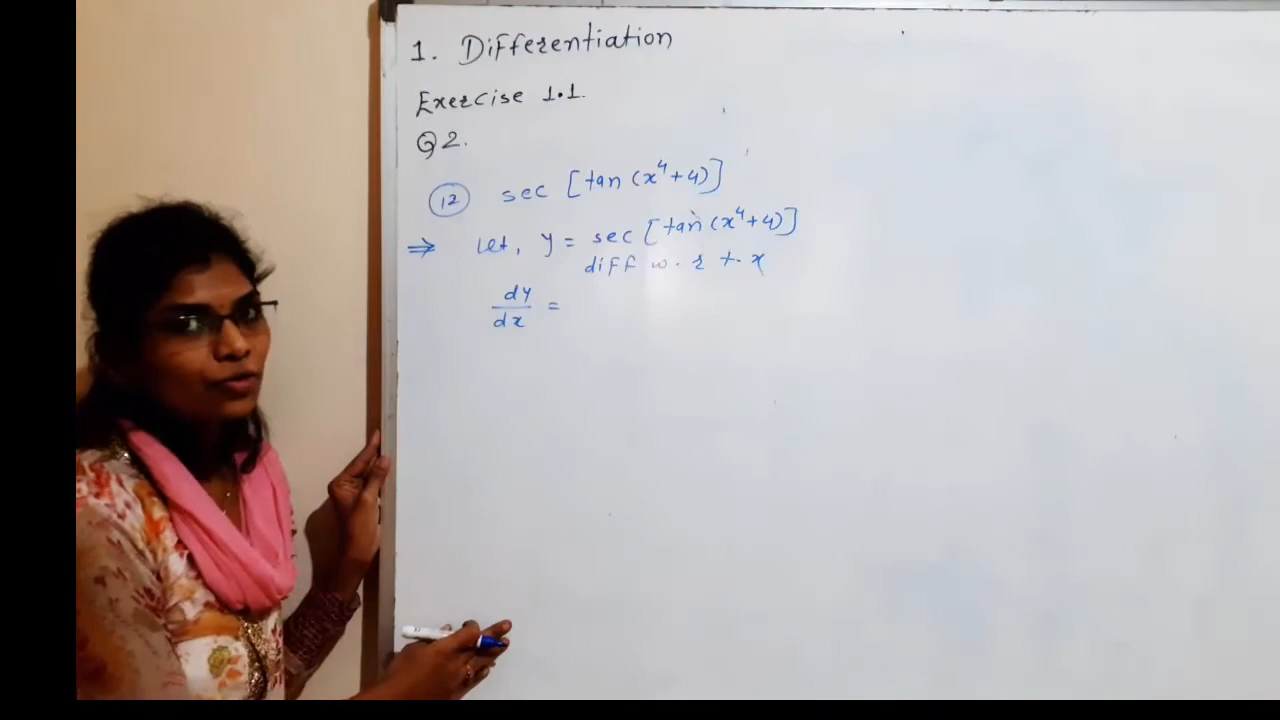 1. Differentiation
Exercise 1.1.
Q2.
12 sec [tan (x⁴+4)]
⇒ Let, y = sec [tan (x⁴+4)]
diff w. r t. x
dy/dx =